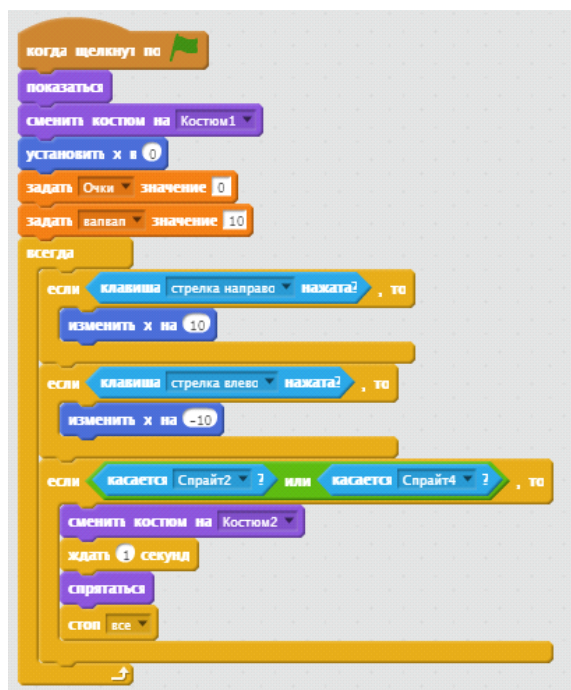 когда щелкнут по
показаться
сменить костюм на Костюм1
установить x в 0
задать Очки значение 0
задать вапвап значение 10
всегда
если клавиша стрелка направо нажата? , то
изменить x на 10
если клавиша стрелка влево нажата? , то
изменить x на -10
если касается Спрайт2 ? или касается Спрайт4 ? , то
сменить костюм на Костюм2
ждать 1 секунд
спрятаться
стоп все